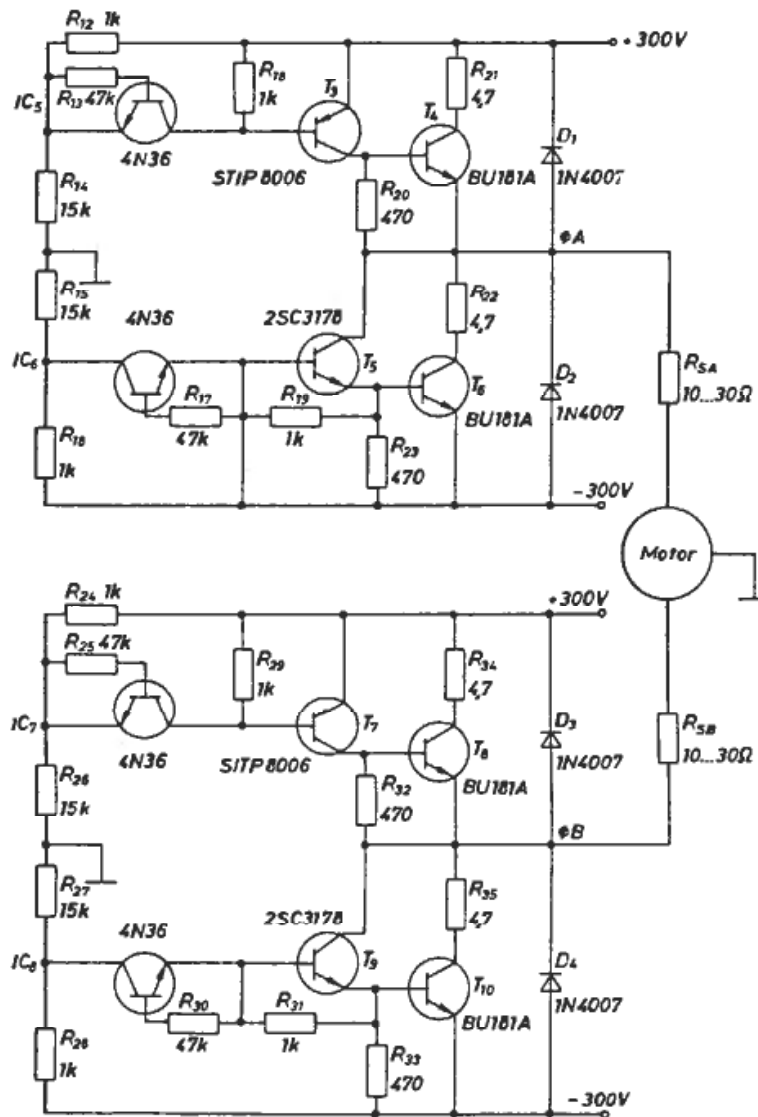 R12 1k
+300V
R13 47k
IC5
4N36
R18
1k
T3
STIP 8006
R21
4,7
T4
BU181A
D1
1N4007
R14
15k
R20
470
ΦA
R15
15k
4N36
2SC3178
R22
4,7
IC6
T5
T6
BU181A
D2
1N4007
R5A
10...30Ω
R17
47k
R19
1k
R18
1k
R23
470
-300V
Motor
R24 1k
+300V
R25 47k
IC7
4N36
R29
1k
T7
SITP 8006
R34
4,7
T8
BU181A
D3
1N4007
R5B
10...30Ω
R26
15k
R32
470
ΦB
R27
15k
4N36
2SC3178
R35
4,7
IC8
T9
T10
BU181A
D4
1N4007
R30
47k
R31
1k
R28
1k
R33
470
-300V